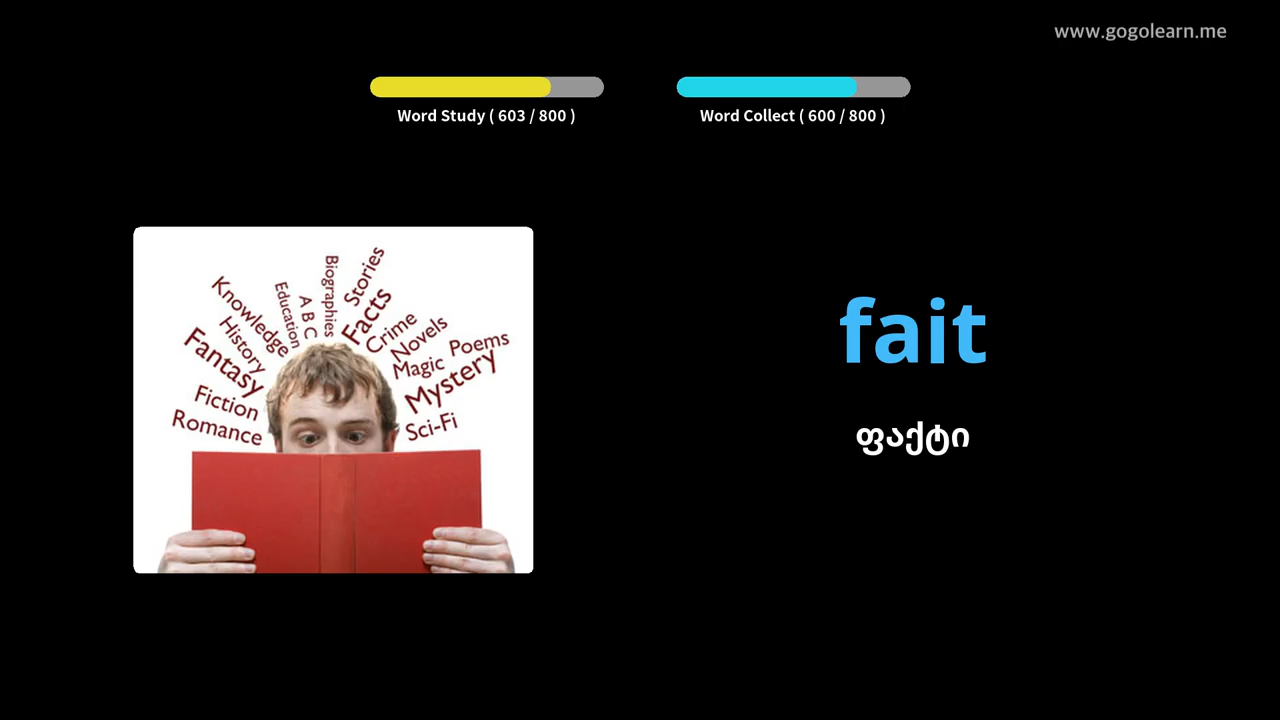 www.gogolearn.me
Word Study ( 603 / 800 )
Word Collect ( 600 / 800 )
Knowledge
Education
A B C
Biographies
Stories
Facts
Crime
Novels
Poems
History
Magic
Fantasy
Mystery
Fiction
Sci-Fi
Romance
fait
ფაქტი